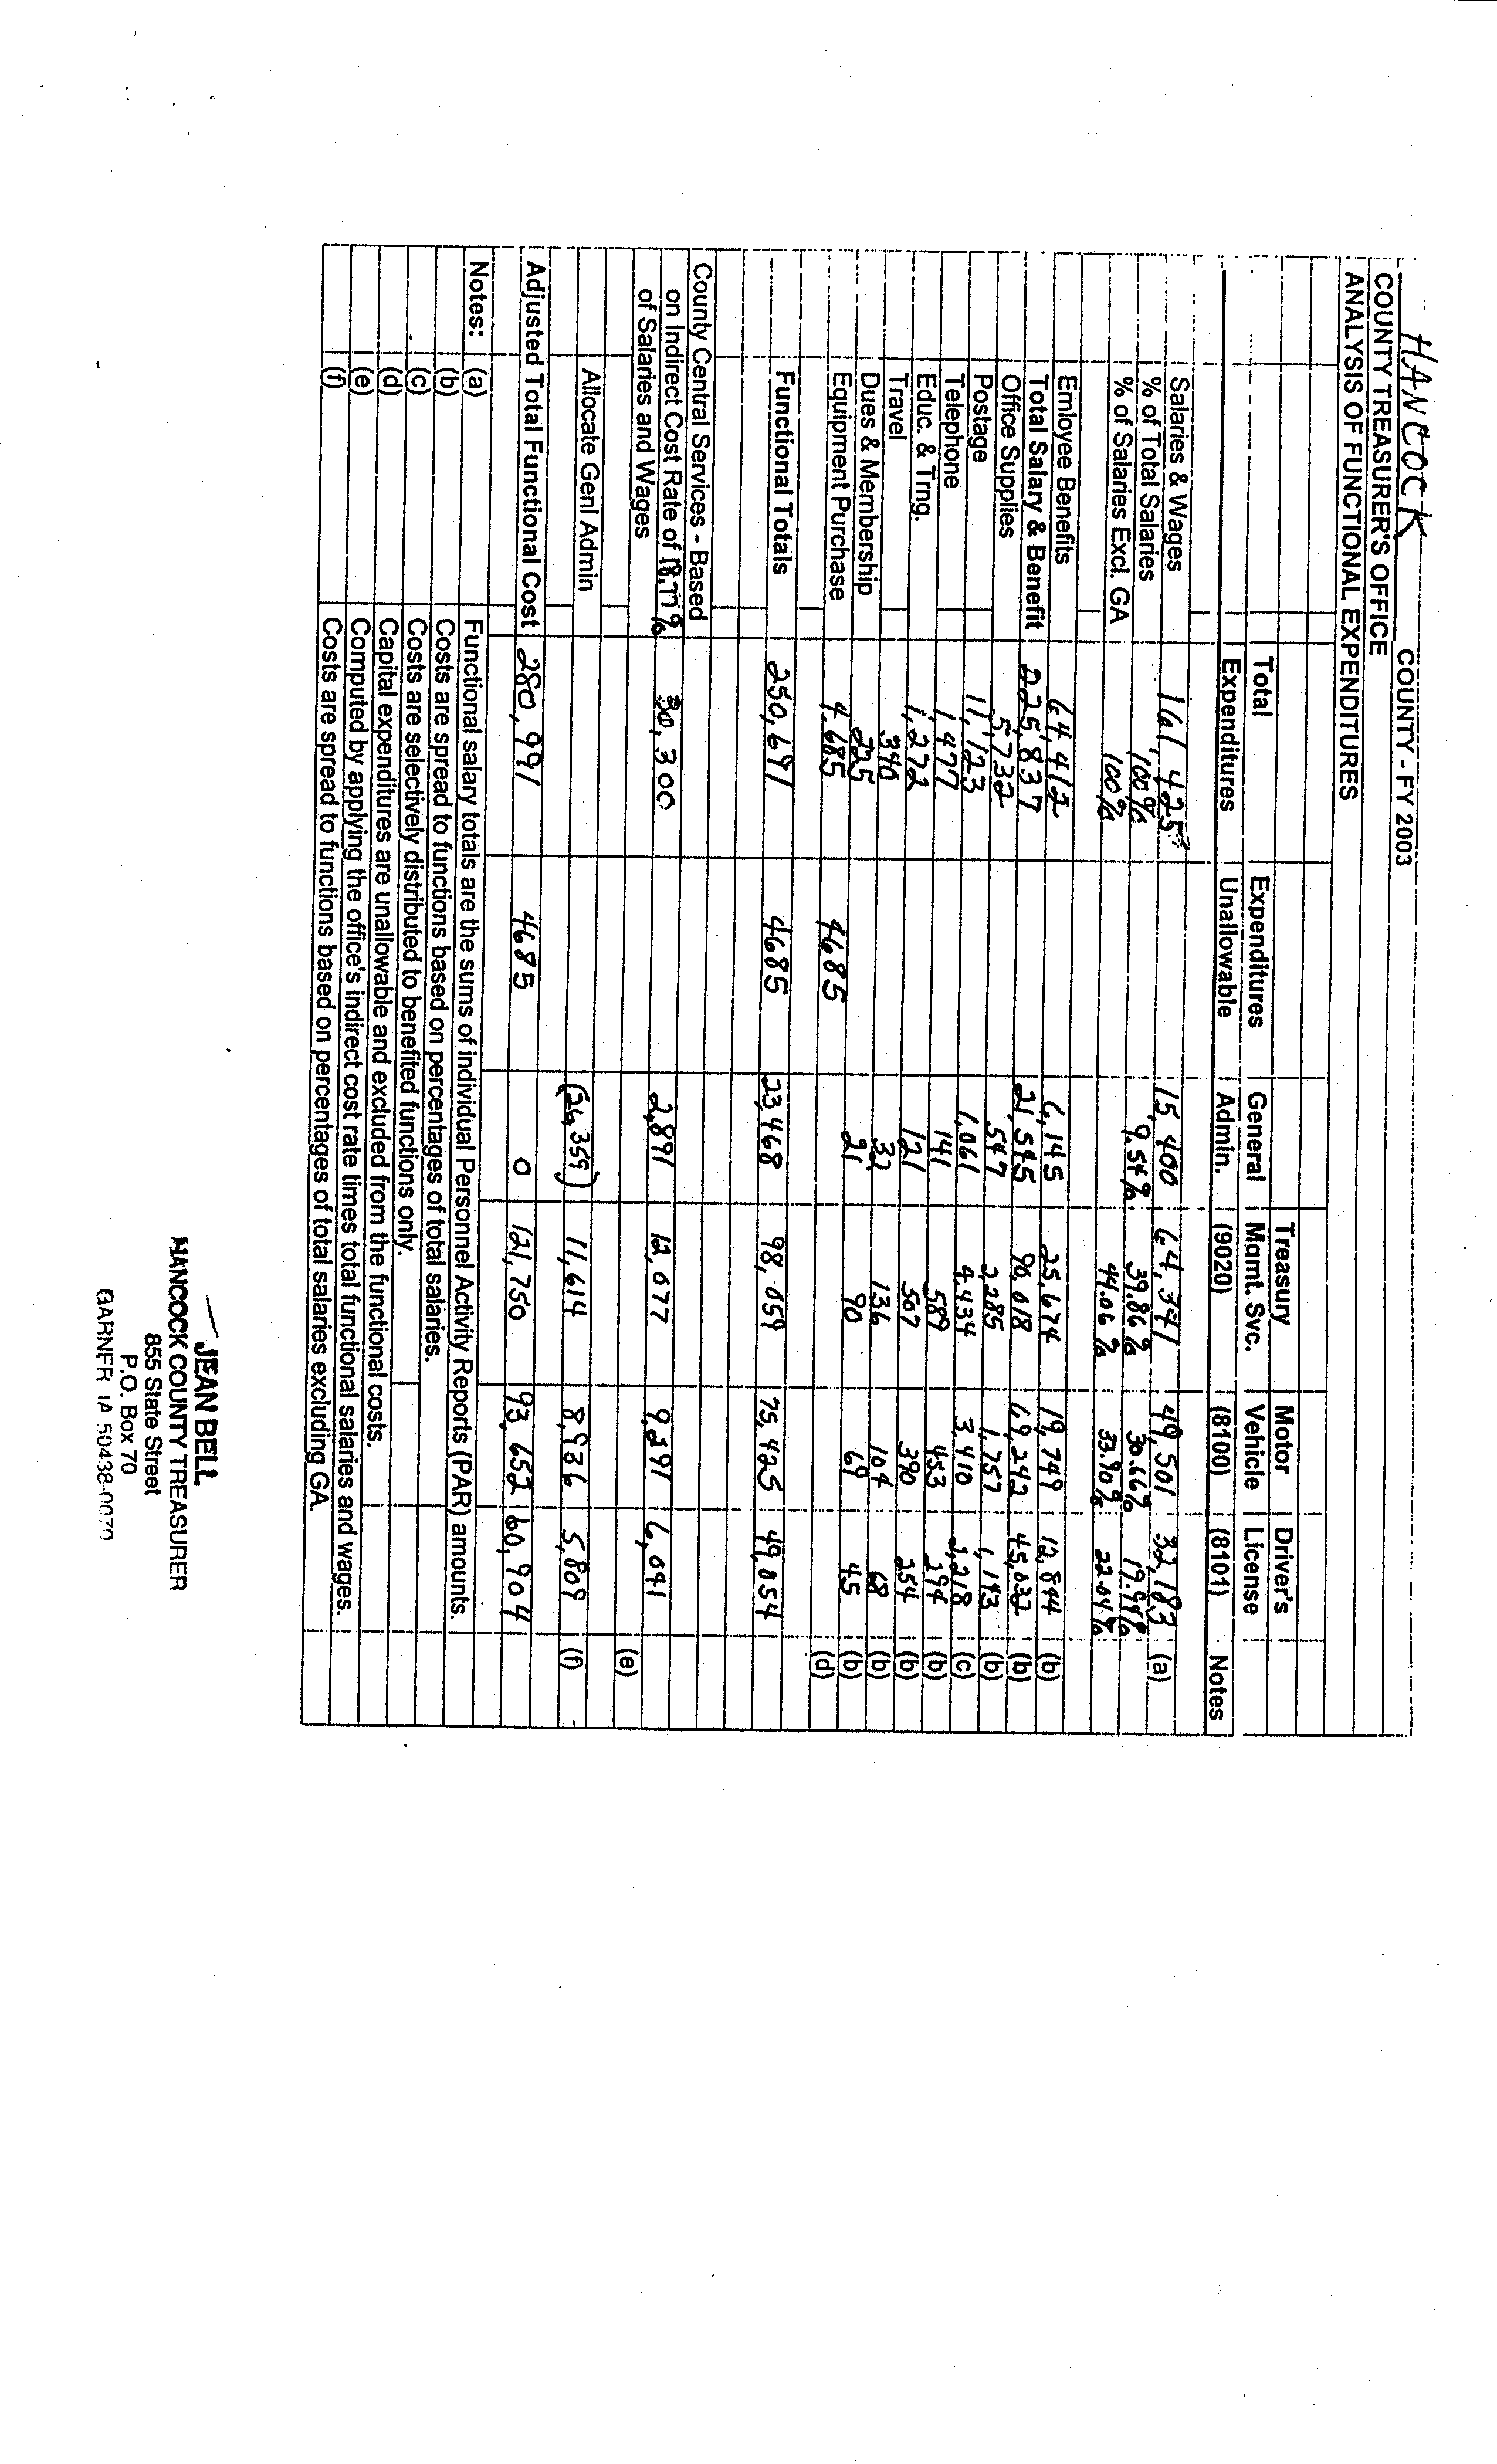 HANCOCK COUNTY - FY 2003
COUNTY TREASURER'S OFFICE
ANALYSIS OF FUNCTIONAL EXPENDITURES
Treasury Motor Driver's
Total Expenditures General Mgmt. Svc. Vehicle License
Expenditures Unallowable Admin. (9020) (8100) (8101) Notes
Salaries & Wages 161,425 15,400 64,341 49,501 32,183 (a)
% of Total Salaries 100% 9.54% 39.86% 30.66% 19.94%
% of Salaries Excl. GA 100% 44.06% 33.90% 22.04%
Emloyee Benefits 64,412 6,145 25,674 19,749 12,844 (b)
Total Salary & Benefit 225,837 21,545 90,018 69,242 45,032 (b)
Office Supplies 5,732 547 2,285 1,757 1,143 (b)
Postage 11,123 1,061 4,434 3,410 2,218 (c)
Telephone 1,477 141 589 453 294 (b)
Educ. & Trng. 1,272 121 507 390 254 (b)
Travel 340 32 136 104 68 (b)
Dues & Membership 225 21 90 69 45 (b)
Equipment Purchase 4,685 4685 (d)
Functional Totals 250,691 4685 23,468 98,059 75,425 49,054
County Central Services - Based
on Indirect Cost Rate of 18.77% 30,300 2,891 12,077 9,291 6,041
of Salaries and Wages (e)
Allocate Genl Admin (26,359) 11,614 8,936 5,809 (f)
Adjusted Total Functional Cost 280,991 4685 0 121,750 93,652 60,904
Notes: (a) Functional salary totals are the sums of individual Personnel Activity Reports (PAR) amounts.
(b) Costs are spread to functions based on percentages of total salaries.
(c) Costs are selectively distributed to benefited functions only.
(d) Capital expenditures are unallowable and excluded from the functional costs.
(e) Computed by applying the office's indirect cost rate times total functional salaries and wages.
(f) Costs are spread to functions based on percentages of total salaries excluding GA.
JEAN BELL
HANCOCK COUNTY TREASURER
855 State Street
P.O. Box 70
GARNER IA 50438-0070